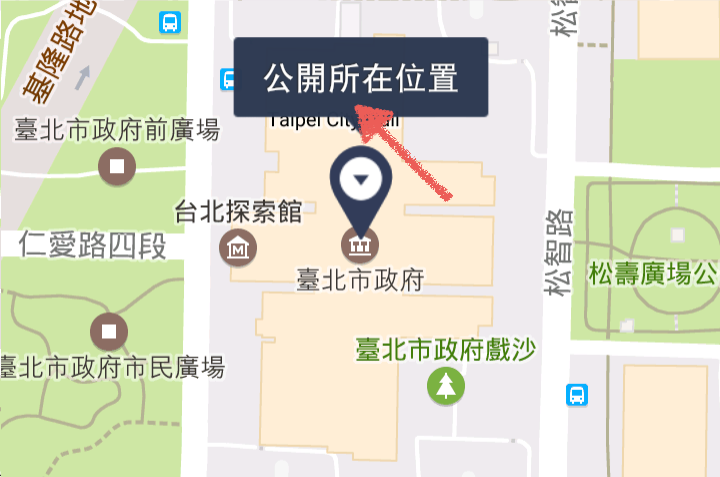 基隆路地
松
公開所在位置
Taipei City Hall
臺北市政府前廣場
台北探索館
仁愛路四段
松智路
臺北市政府
松壽廣場公
臺北市政府戲沙
臺北市政府市民廣場